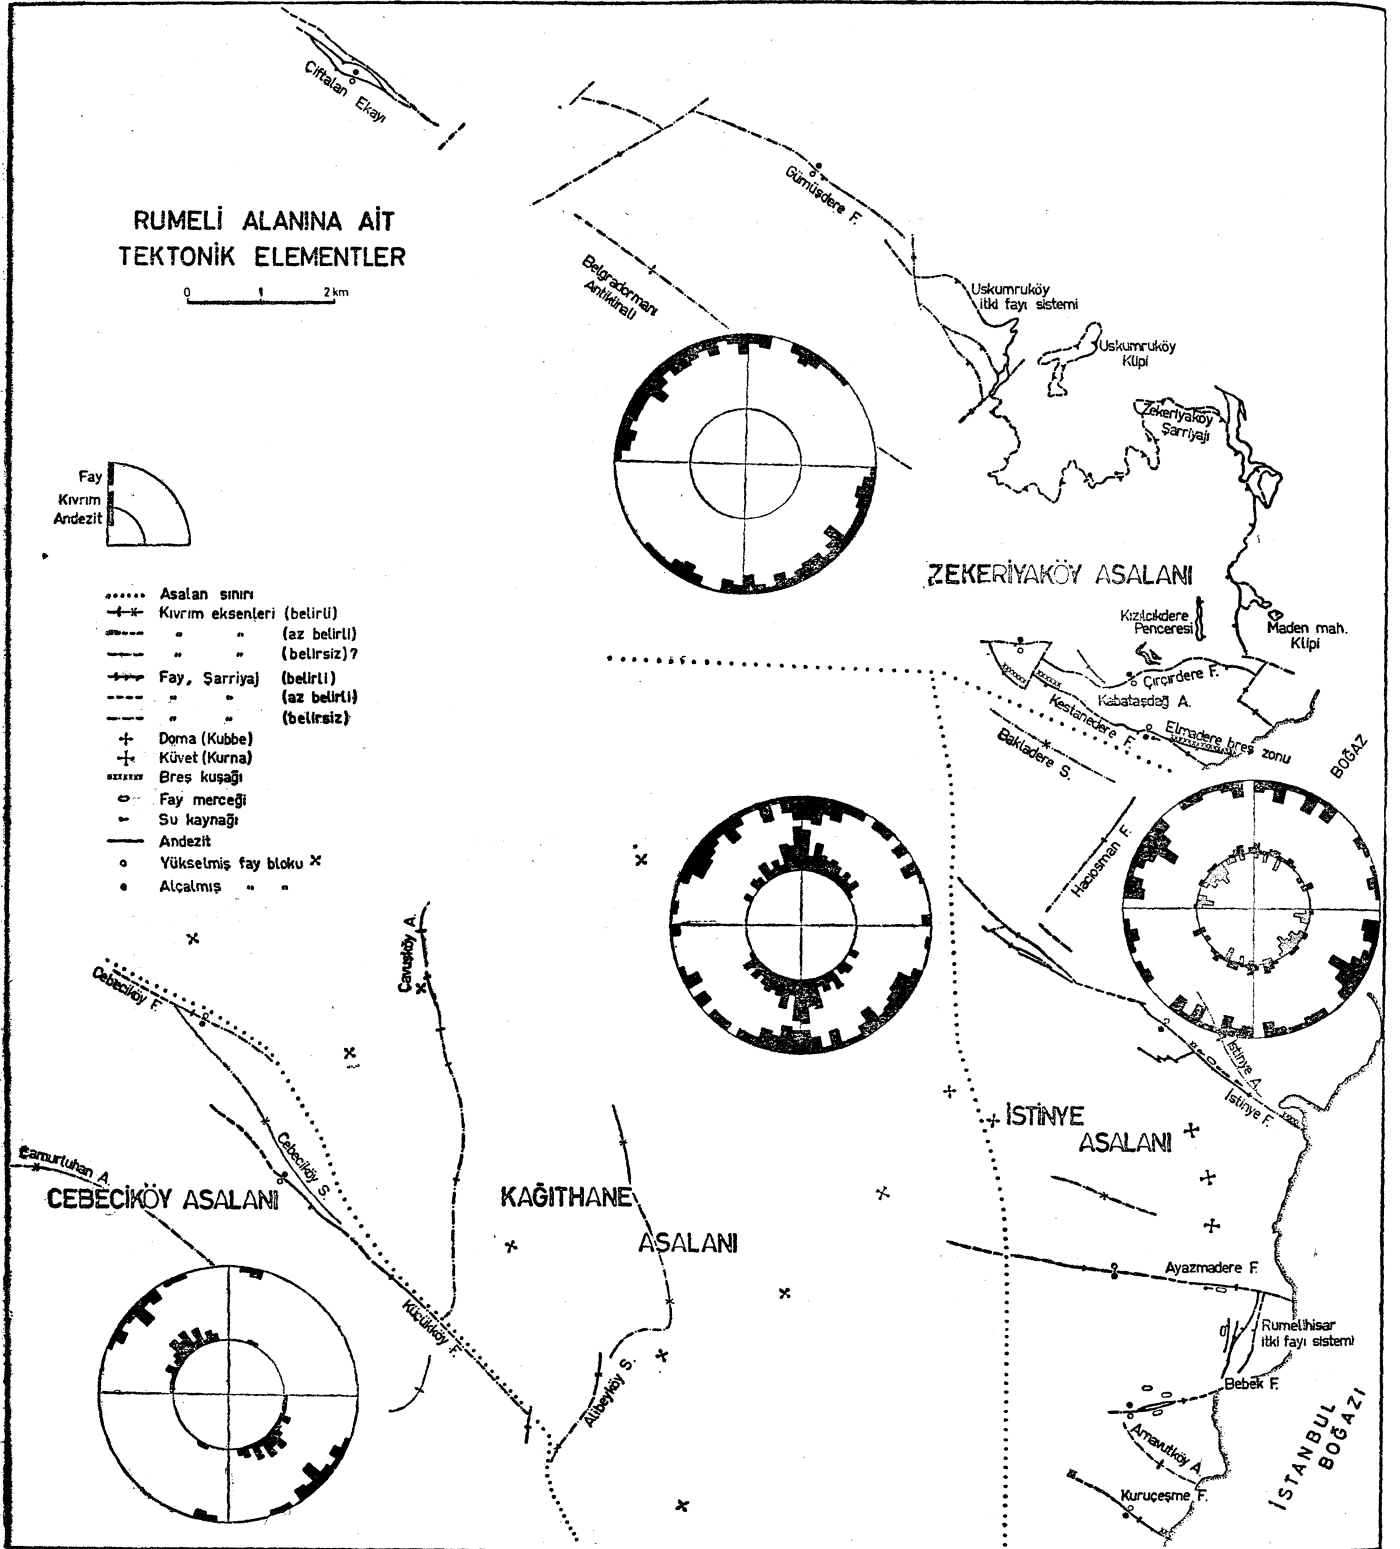 Çiftalan Ekayı
RUMELİ ALANINA AİT
TEKTONİK ELEMENTLER
0 1 2 km
Gümüşdere F.
Belgradormanı
Antiklinali
Uskumruköy
itki fayı sistemi
Uskumruköy
Klipi
Zekeriyaköy
Şarriyajı
Fay
Kıvrım
Andezit
ZEKERİYAKÖY ASALANI
Kızılcıkdere
Penceresi
Maden mah.
Klipi
Çırçırdere F.
Kabataşdağ A.
Kestanedere F.
Elmadere breş zonu
Bakladere S.
BOĞAZ
Hacıosman F.
Asalan sınırı
Kıvrım eksenleri (belirli)
" " (az belirli)
" " (belirsiz)?
Fay, Şarriyaj (belirli)
" " (az belirli)
" " (belirsiz)
Doma (Kubbe)
Küvet (Kurna)
Breş kuşağı
Fay merceği
Su kaynağı
Andezit
Yükselmiş fay bloku
Alçalmış " "
Çavuşköy A.
Cebeciköy F.
İstinye A.
İstinye F.
İSTİNYE
ASALANI
Cebeciköy S.
Çamurluhan A.
CEBECİKÖY ASALANI
KAĞITHANE
ASALANI
Ayazmadere F.
Küçükköy F.
Rumelihisar
itki fayı sistemi
Alibeyköy S.
Bebek F.
Arnavutköy A.
Kuruçeşme F.
İSTANBUL
BOĞAZI